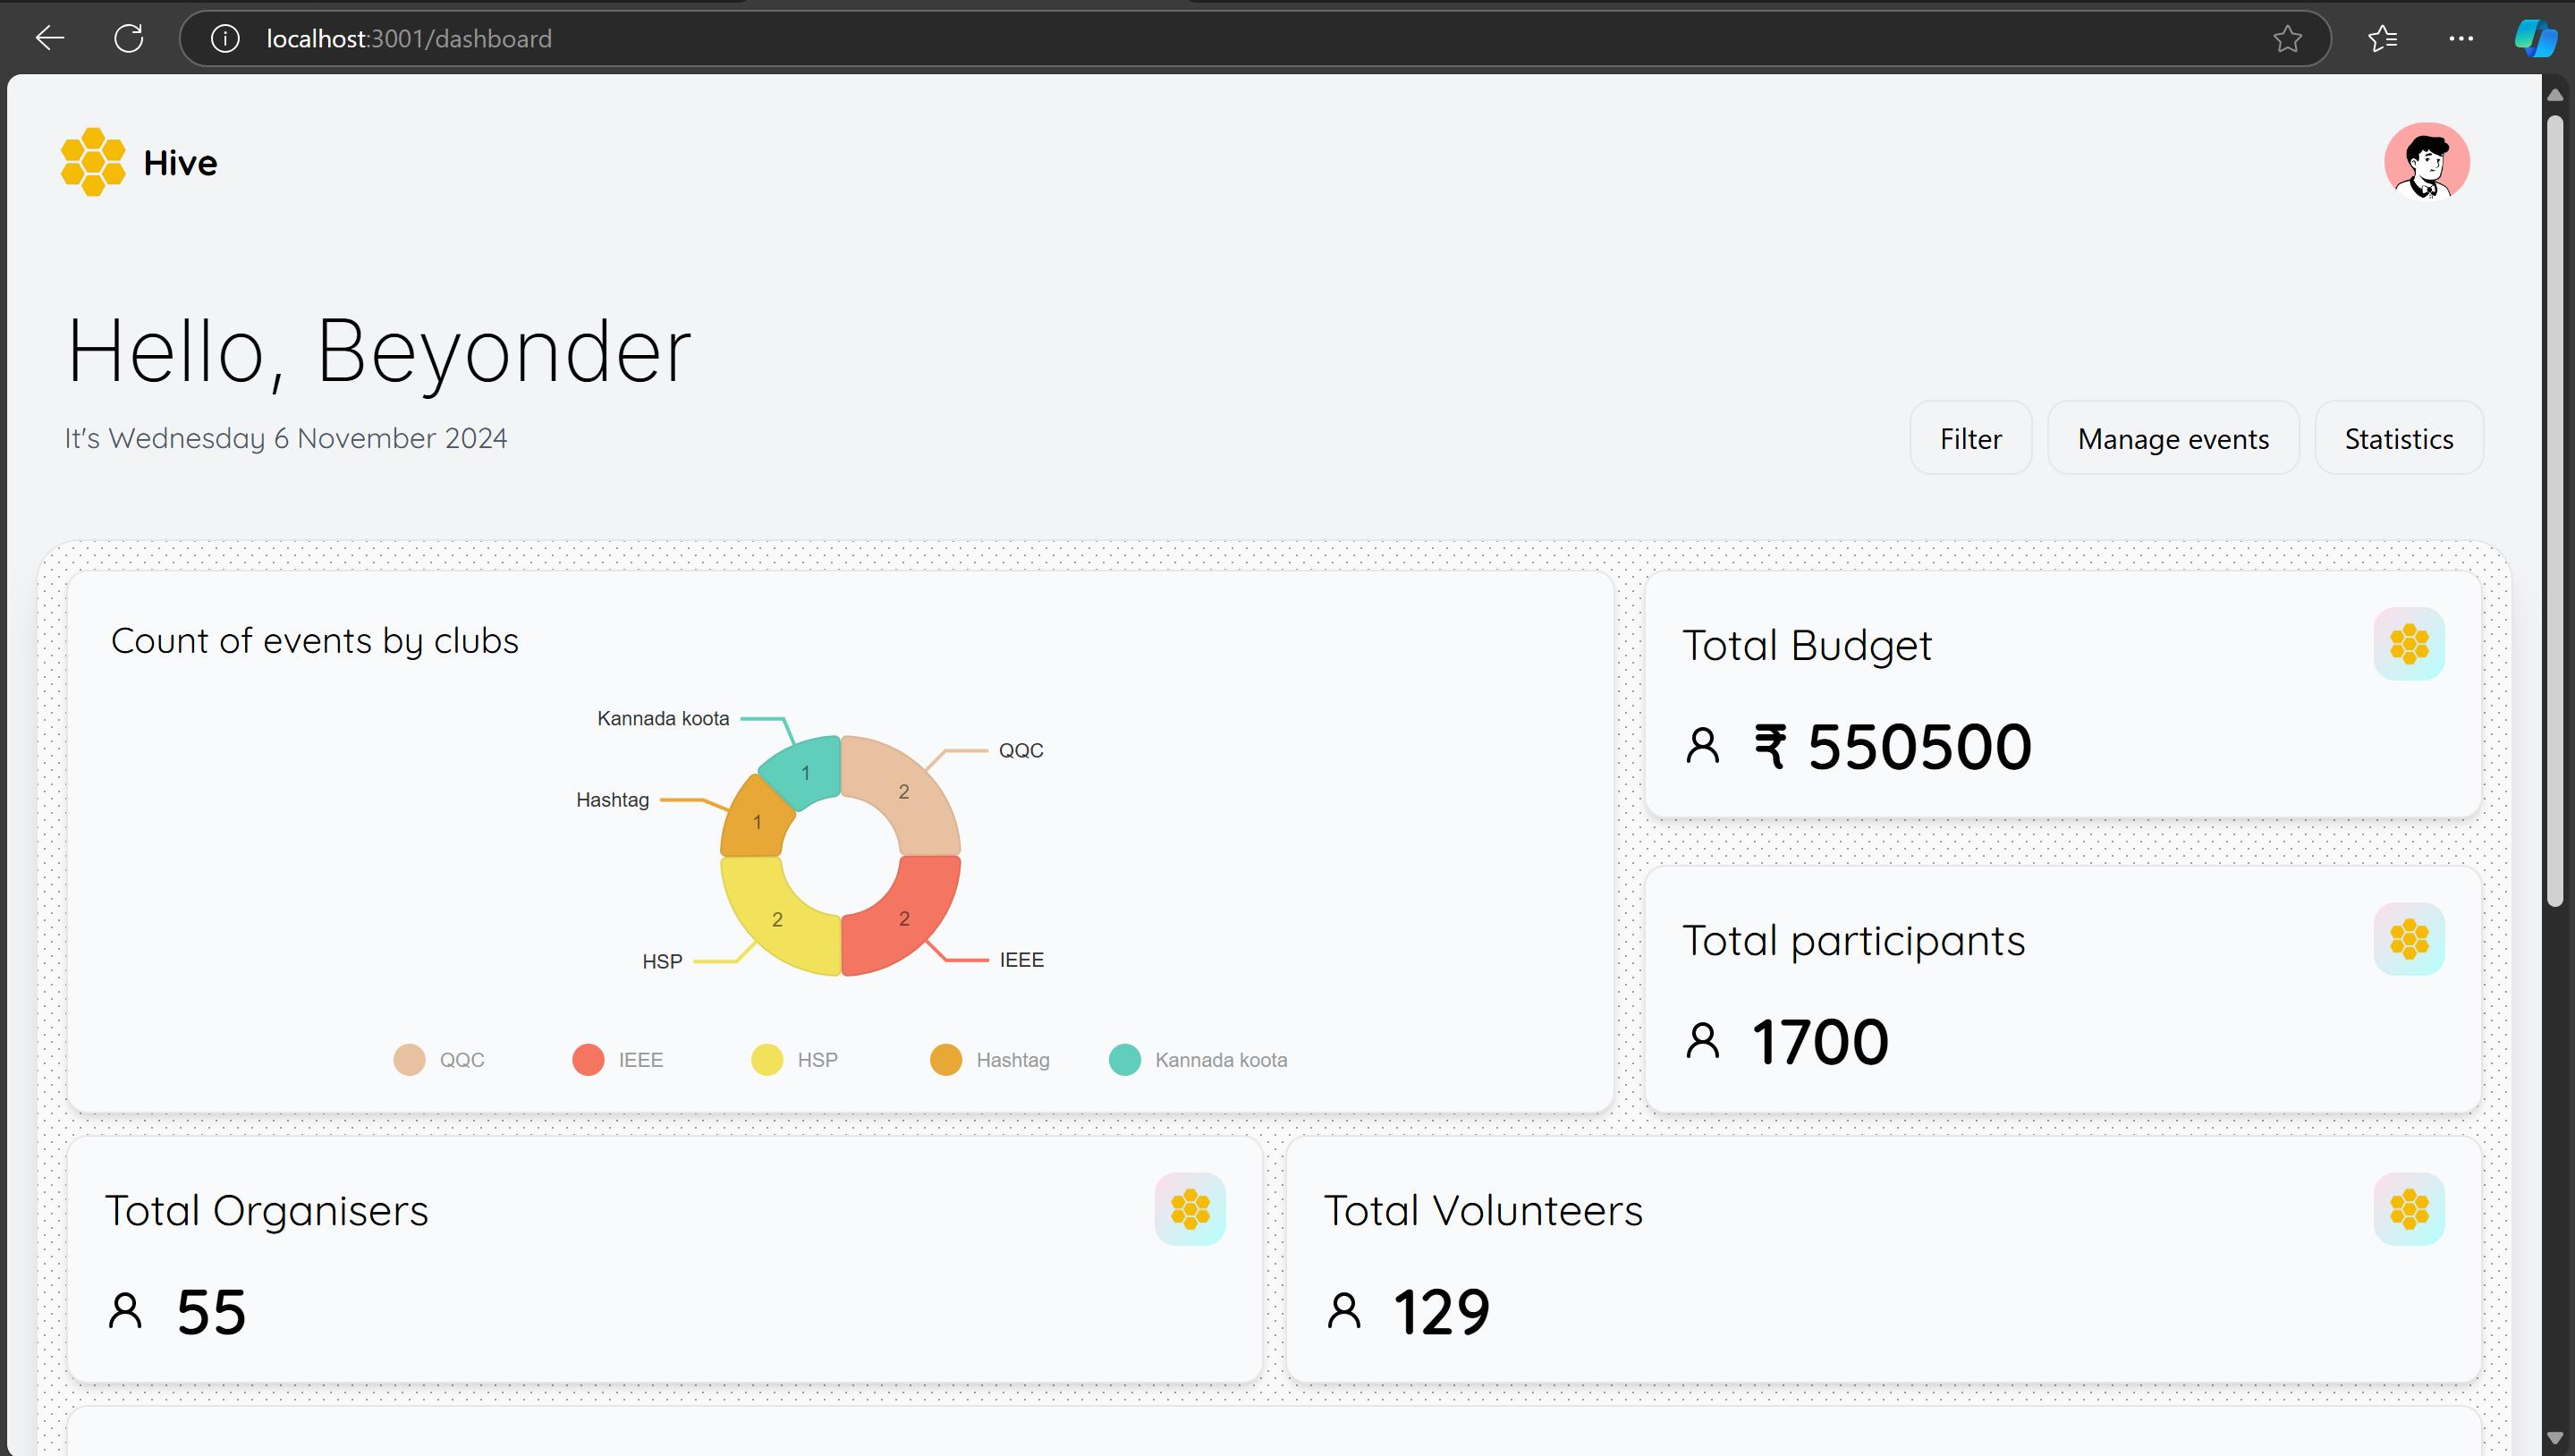 localhost:3001/dashboard
Hive
Hello, Beyonder
It's Wednesday 6 November 2024
Filter
Manage events
Statistics
Count of events by clubs
Kannada koota
QQC
Hashtag
HSP
IEEE
1
2
1
2
2
QQC
IEEE
HSP
Hashtag
Kannada koota
Total Budget
₹ 550500
Total participants
1700
Total Organisers
55
Total Volunteers
129